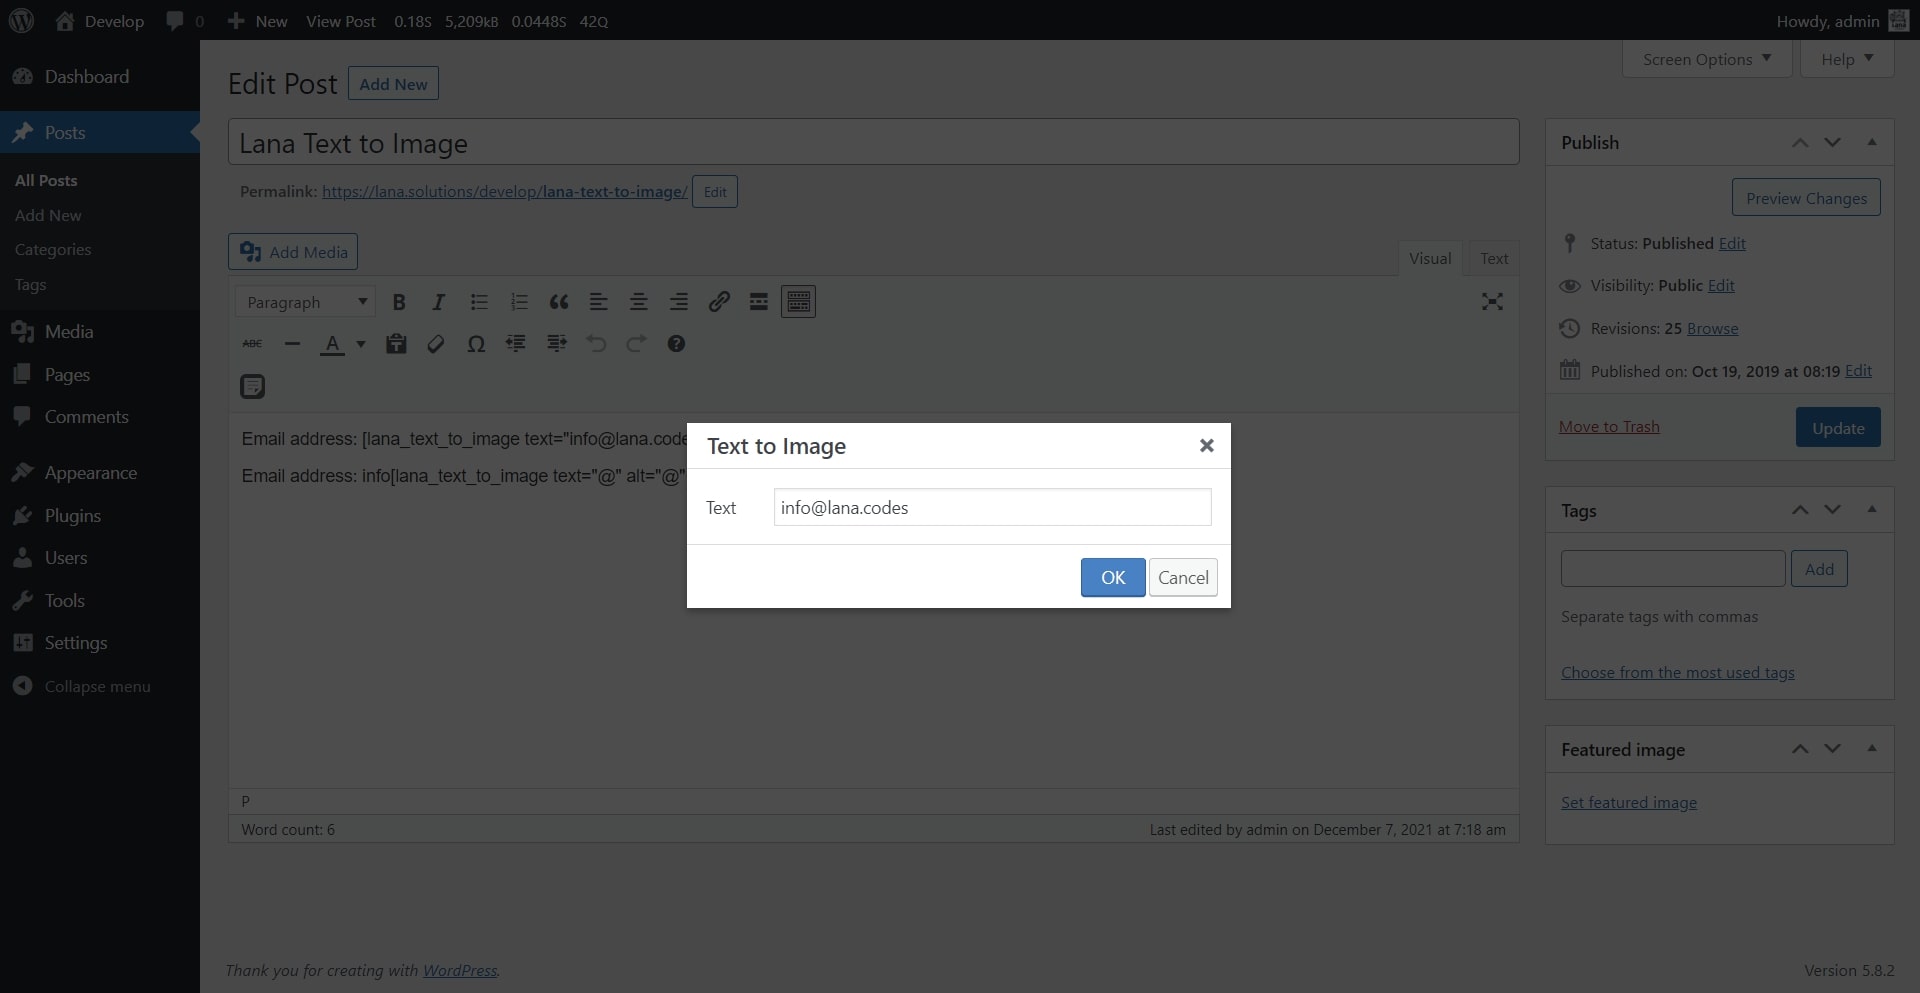 Develop 0 New View Post 0.18S 5,209KB 0.0448S 42Q Howdy, admin
Dashboard
Posts
All Posts
Add New
Categories
Tags
Media
Pages
Comments
Appearance
Plugins
Users
Tools
Settings
Collapse menu
Screen Options Help
Edit Post Add New
Lana Text to Image
Permalink: https://lana.solutions/develop/lana-text-to-image/ Edit
Add Media Visual Text
Paragraph
ABC
Email address: [lana_text_to_image text="info@lana.code
Email address: info[lana_text_to_image text="@" alt="@"
P
Word count: 6 Last edited by admin on December 7, 2021 at 7:18 am
Text to Image
Text info@lana.codes
OK Cancel
Publish
Preview Changes
Status: Published Edit
Visibility: Public Edit
Revisions: 25 Browse
Published on: Oct 19, 2019 at 08:19 Edit
Move to Trash Update
Tags
Add
Separate tags with commas
Choose from the most used tags
Featured image
Set featured image
Thank you for creating with WordPress. Version 5.8.2